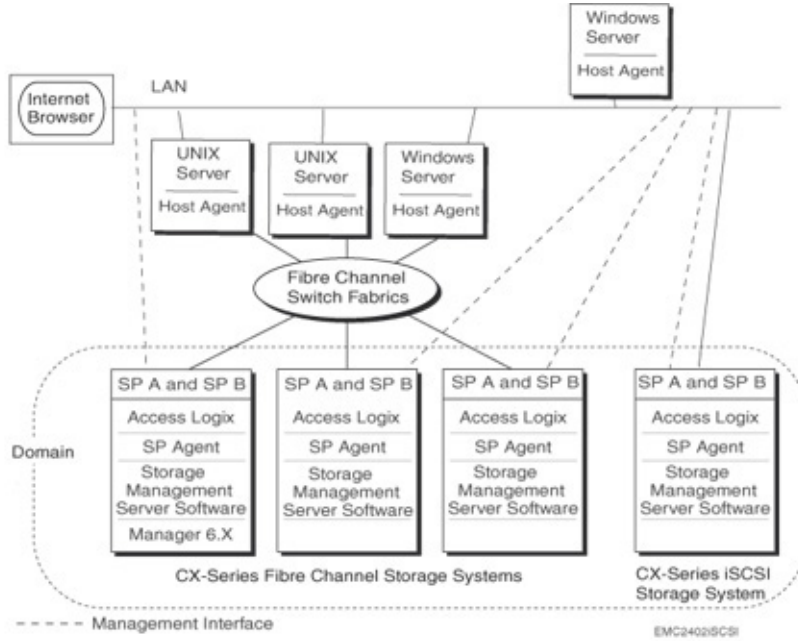 Windows
Server
Host Agent
LAN
Internet
Browser
UNIX
Server
Host Agent
UNIX
Server
Host Agent
Windows
Server
Host Agent
Fibre Channel
Switch Fabrics
Domain
SP A and SP B
Access Logix
SP Agent
Storage
Management
Server Software
Manager 6.X
SP A and SP B
Access Logix
SP Agent
Storage
Management
Server Software
SP A and SP B
Access Logix
SP Agent
Storage
Management
Server Software
SP A and SP B
Access Logix
SP Agent
Storage
Management
Server Software
CX-Series Fibre Channel Storage Systems
CX-Series iSCSI
Storage System
Management Interface
EMC2402iSCSI